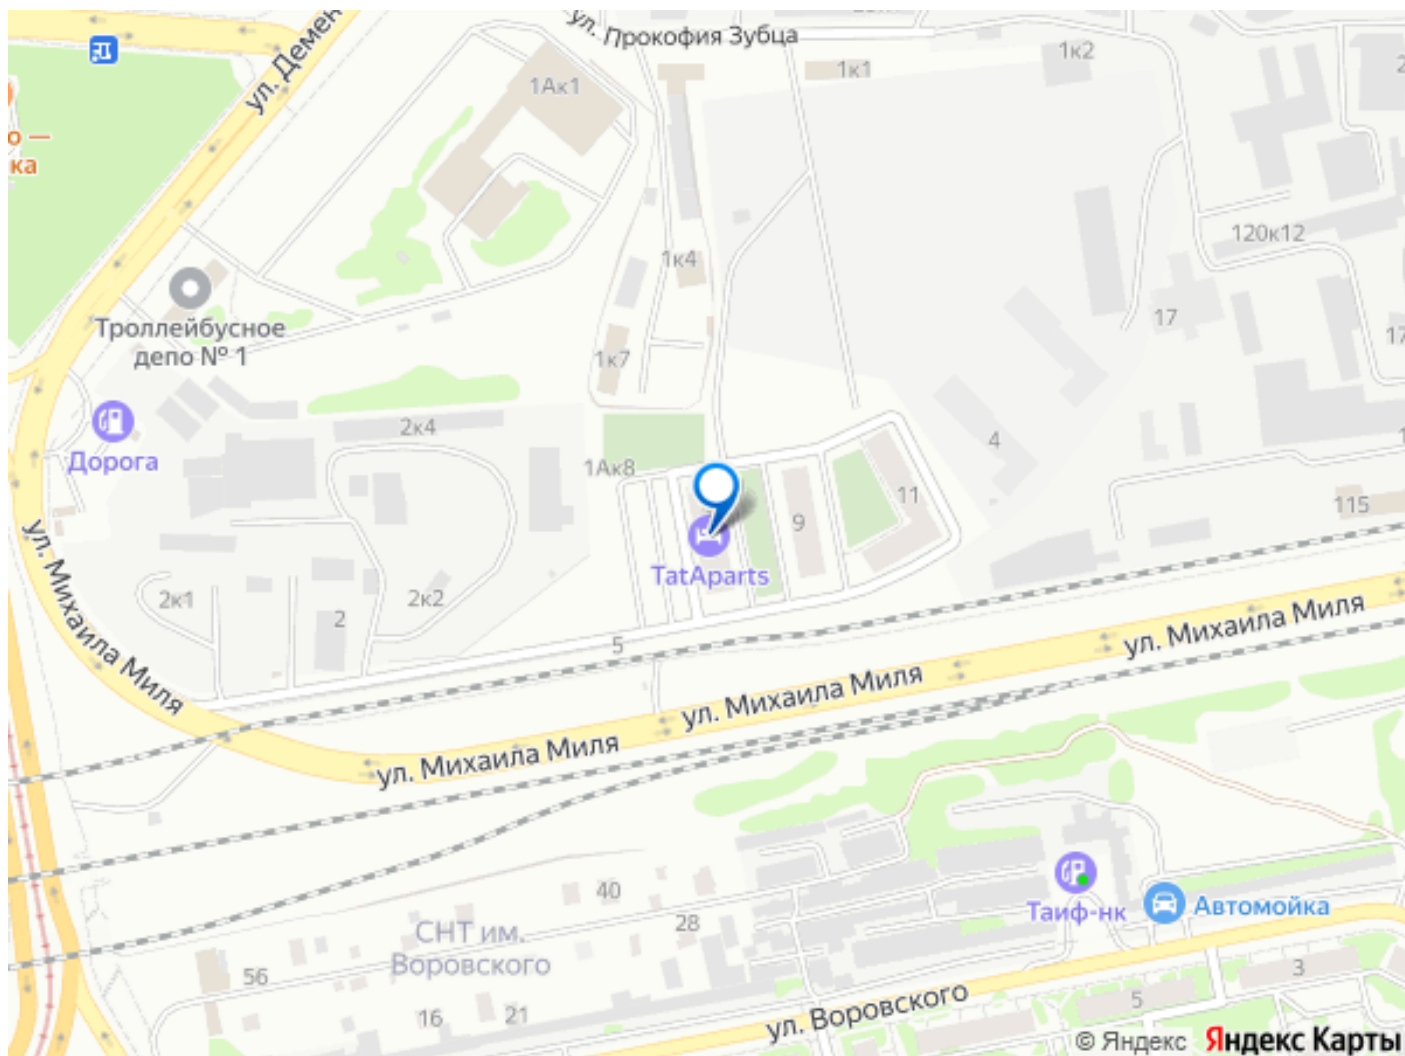 ул. Прокофия Зубца
ул. Демен
1Ак1
1к1
1к2
2
о —
ка
1к4
120к12
17
17
Троллейбусное
депо № 1
1к7
Дорога
2к4
4
1Ак8
11
9
115
TatAparts
ул. Михаила Миля
2к1
2
2к2
5
ул. Михаила Миля
ул. Михаила Миля
ул. Михаила Миля
40
28
СНТ им.
Воровского
Таиф-нк
Автомойка
56
16
21
ул. Воровского
5
3
© Яндекс Яндекс Карты